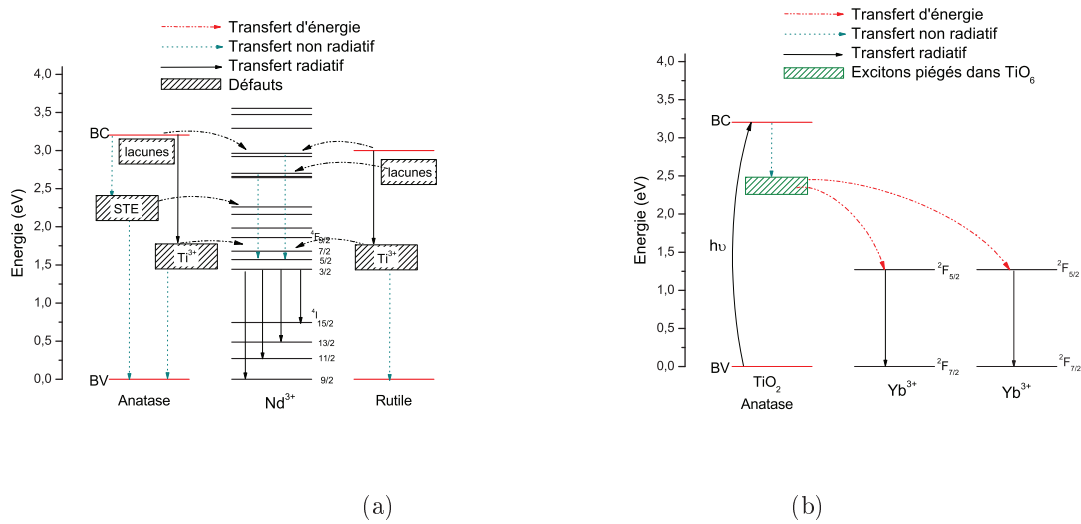 Transfert d'énergie
Transfert non radiatif
Transfert radiatif
Défauts
Energie (eV)
4,0
3,5
3,0
2,5
2,0
1,5
1,0
0,5
0,0
BC
lacunes
STE
Ti³⁺
BV
Anatase
⁴F₉/₂
7/2
5/2
3/2
⁴I
15/2
13/2
11/2
9/2
Nd³⁺
lacunes
Ti³⁺
Rutile
(a)
Transfert d'énergie
Transfert non radiatif
Transfert radiatif
Excitons piégés dans TiO₆
Energie (eV)
4,0
3,5
3,0
2,5
2,0
1,5
1,0
0,5
0,0
BC
hυ
BV
TiO₂
Anatase
²F₅/₂
²F₇/₂
Yb³⁺
²F₅/₂
²F₇/₂
Yb³⁺
(b)